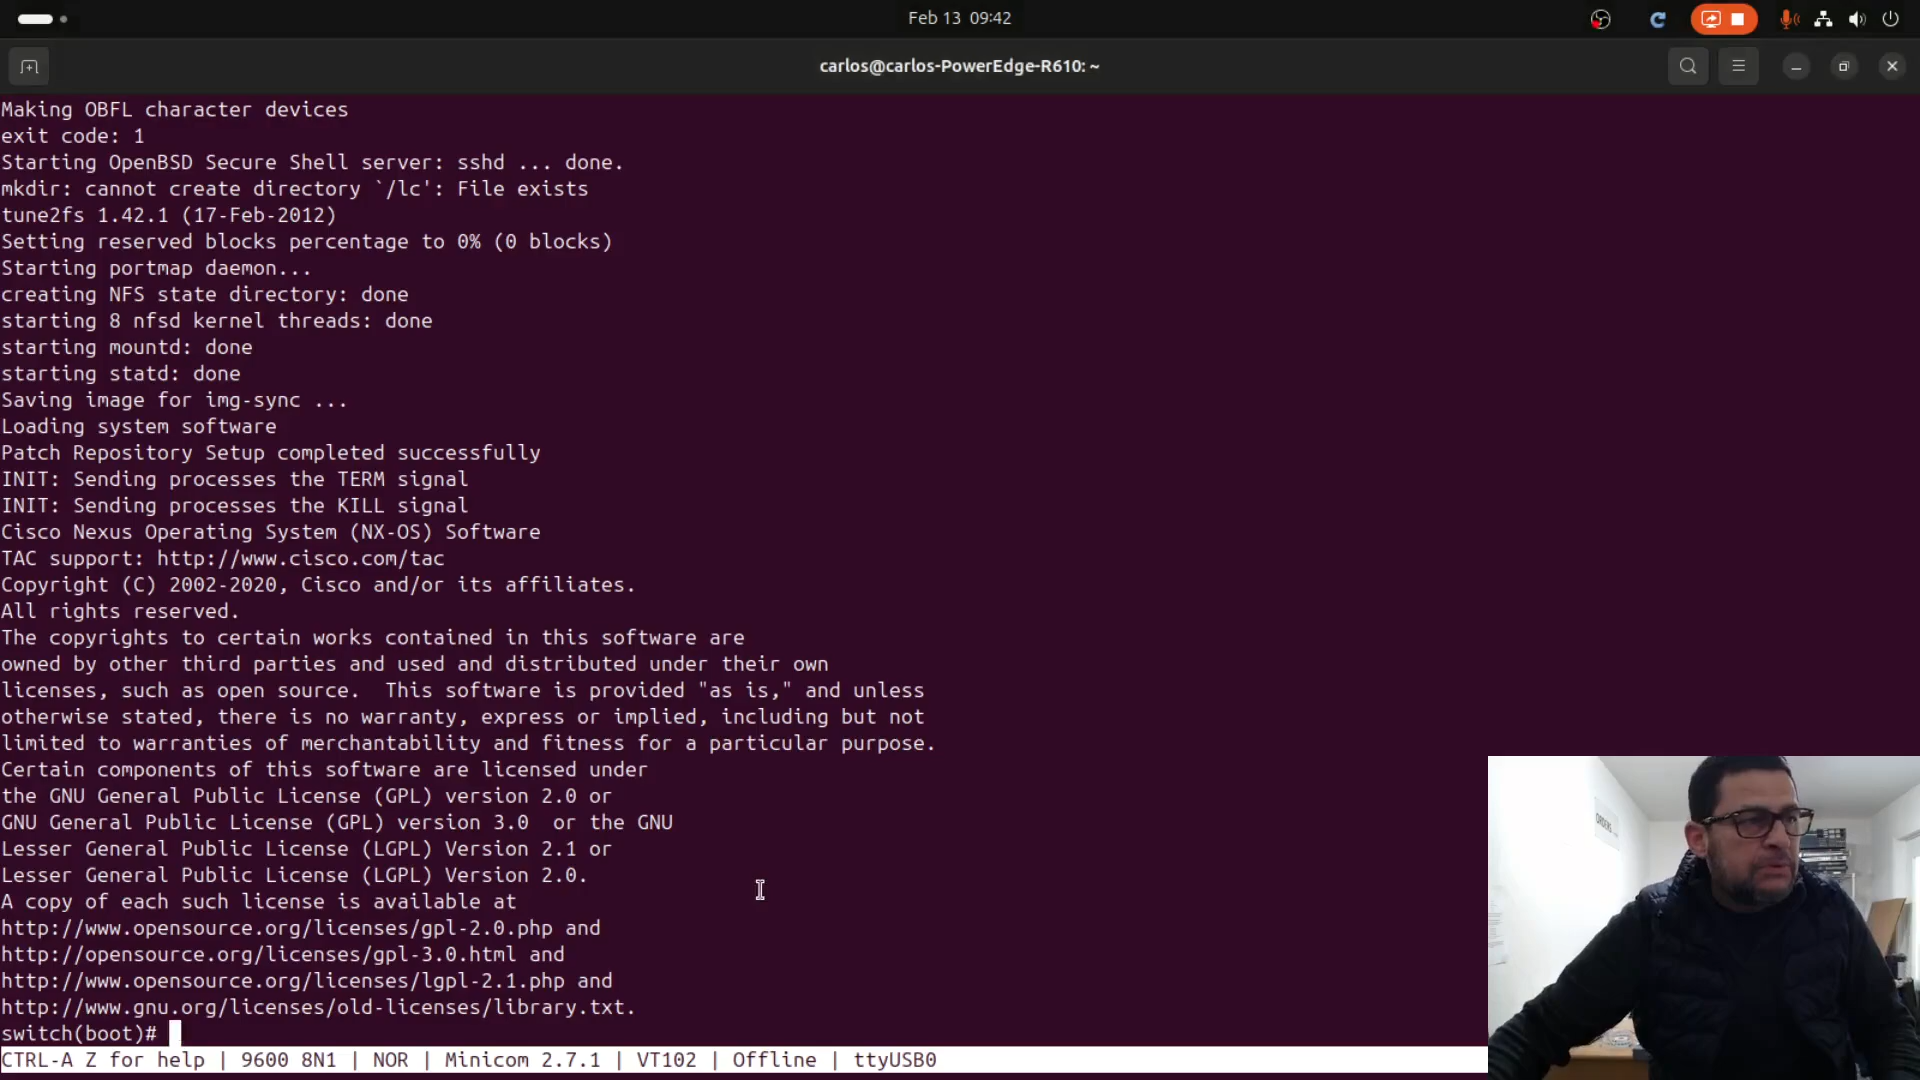 Feb 13 09:42
carlos@carlos-PowerEdge-R610: ~
Making OBFL character devices
exit code: 1
Starting OpenBSD Secure Shell server: sshd ... done.
mkdir: cannot create directory `/lc': File exists
tune2fs 1.42.1 (17-Feb-2012)
Setting reserved blocks percentage to 0% (0 blocks)
Starting portmap daemon...
creating NFS state directory: done
starting 8 nfsd kernel threads: done
starting mountd: done
starting statd: done
Saving image for img-sync ...
Loading system software
Patch Repository Setup completed successfully
INIT: Sending processes the TERM signal
INIT: Sending processes the KILL signal
Cisco Nexus Operating System (NX-OS) Software
TAC support: http://www.cisco.com/tac
Copyright (C) 2002-2020, Cisco and/or its affiliates.
All rights reserved.
The copyrights to certain works contained in this software are
owned by other third parties and used and distributed under their own
licenses, such as open source.  This software is provided "as is," and unless
otherwise stated, there is no warranty, express or implied, including but not
limited to warranties of merchantability and fitness for a particular purpose.
Certain components of this software are licensed under
the GNU General Public License (GPL) version 2.0 or
GNU General Public License (GPL) version 3.0  or the GNU
Lesser General Public License (LGPL) Version 2.1 or
Lesser General Public License (LGPL) Version 2.0.
A copy of each such license is available at
http://www.opensource.org/licenses/gpl-2.0.php and
http://opensource.org/licenses/gpl-3.0.html and
http://www.opensource.org/licenses/lgpl-2.1.php and
http://www.gnu.org/licenses/old-licenses/library.txt.
switch(boot)#
CTRL-A Z for help | 9600 8N1 | NOR | Minicom 2.7.1 | VT102 | Offline | ttyUSB0